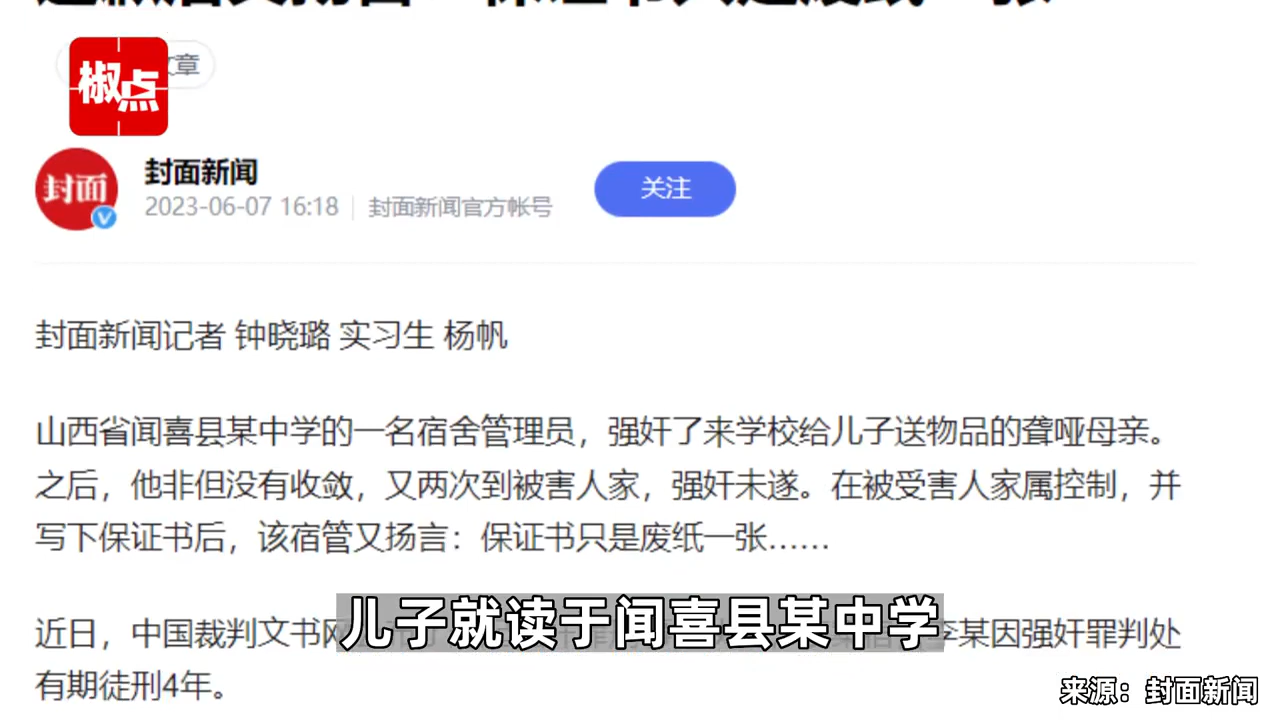 章
椒点
封面
封面新闻
2023-06-07 16:18 封面新闻官方帐号
关注
封面新闻记者 钟晓璐 实习生 杨帆
山西省闻喜县某中学的一名宿舍管理员，强奸了来学校给儿子送物品的聋哑母亲。
之后，他非但没有收敛，又两次到被害人家，强奸未遂。在被受害人家属控制，并
写下保证书后，该宿管又扬言：保证书只是废纸一张……
近日，中国裁判文书网
李某因强奸罪判处
儿子就读于闻喜县某中学
有期徒刑4年。
来源：封面新闻